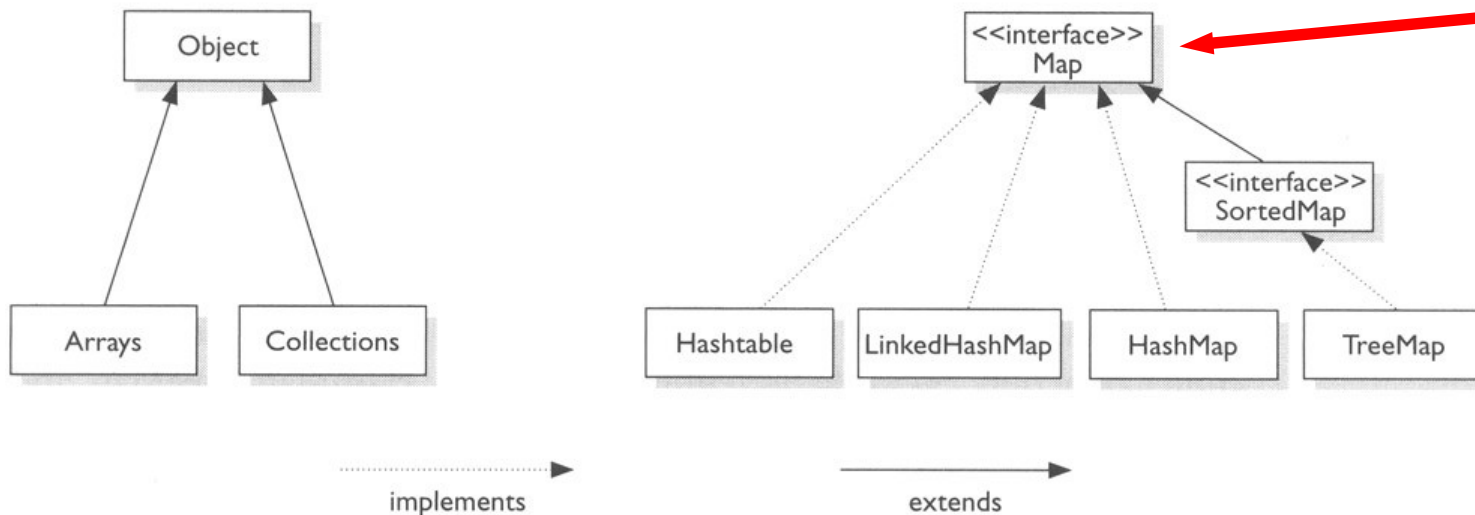 Object
<<interface>>
Map
<<interface>>
SortedMap
Arrays
Collections
Hashtable
LinkedHashMap
HashMap
TreeMap
implements
extends